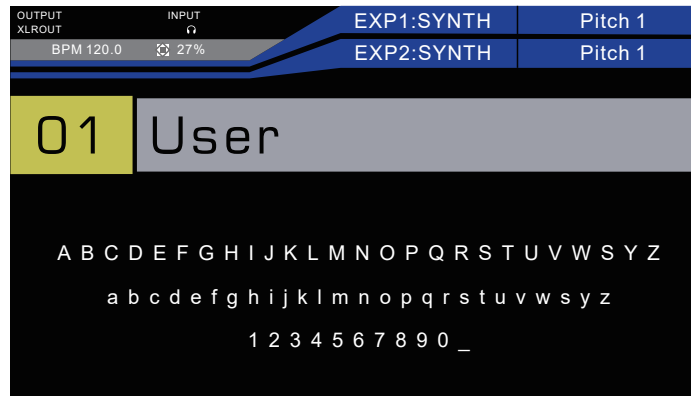 OUTPUT INPUT
XLROUT
EXP1:SYNTH Pitch 1
BPM 120.0 27%
EXP2:SYNTH Pitch 1
01 User
A B C D E F G H I J K L M N O P Q R S T U V W S Y Z
a b c d e f g h i j k l m n o p q r s t u v w s y z
1 2 3 4 5 6 7 8 9 0 _